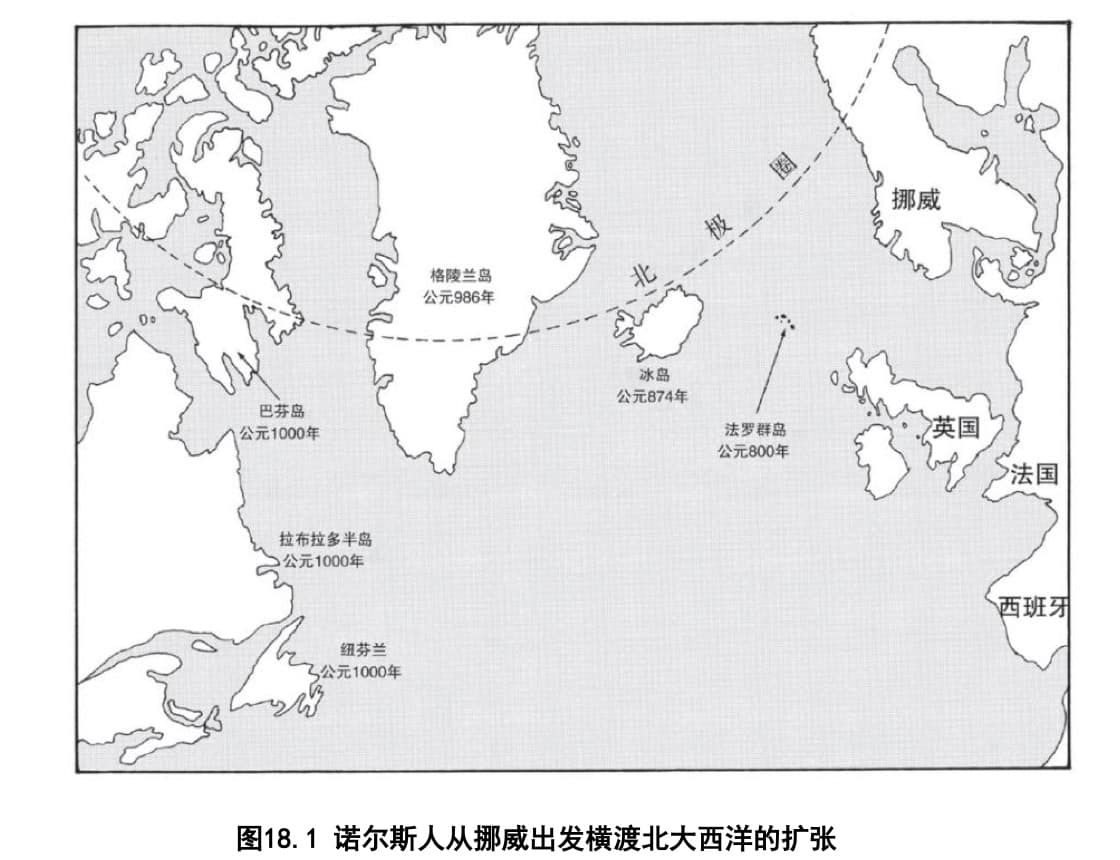 圈
极
北
挪威
格陵兰岛
公元986年
冰岛
公元874年
巴芬岛
公元1000年
法罗群岛
公元800年
英国
法国
拉布拉多半岛
公元1000年
西班牙
纽芬兰
公元1000年
图18.1 诺尔斯人从挪威出发横渡北大西洋的扩张